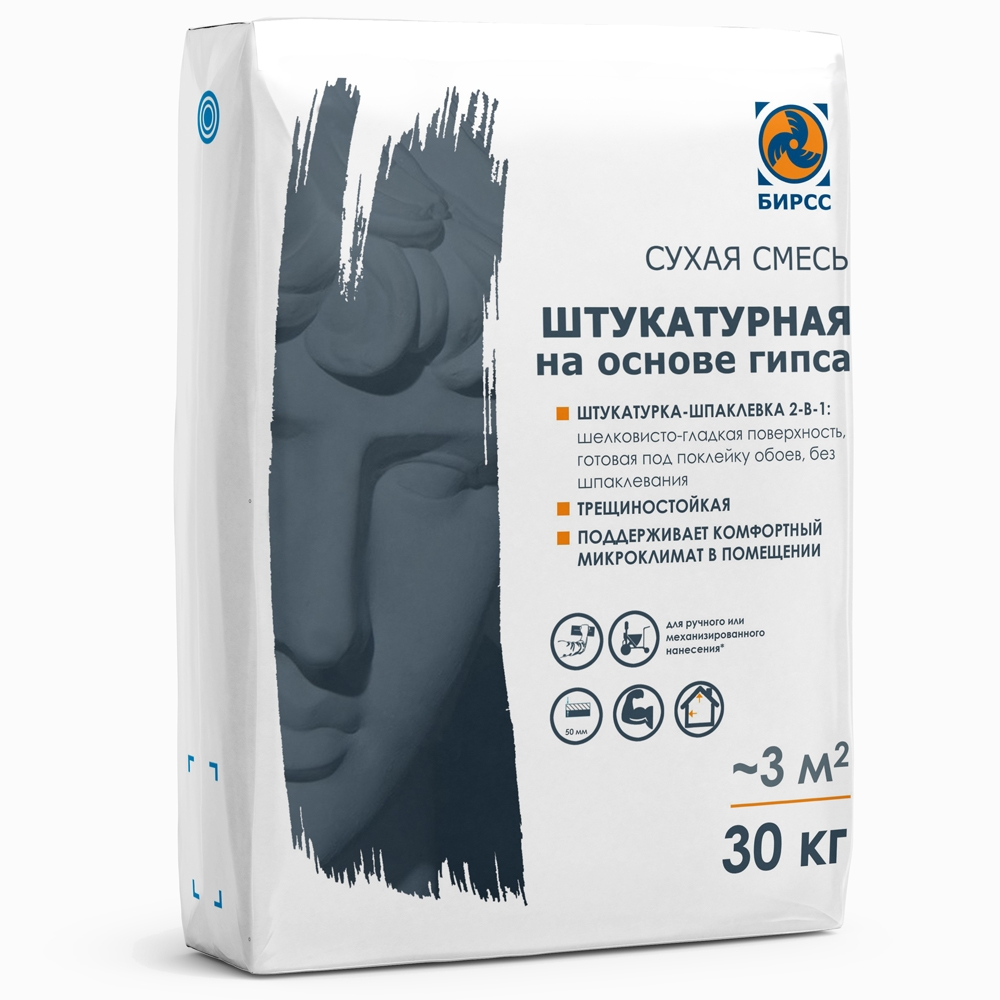 БИРСС
СУХАЯ СМЕСЬ
ШТУКАТУРНАЯ
на основе гипса
ШТУКАТУРКА-ШПАКЛЕВКА 2-В-1:
шелковисто-гладкая поверхность,
готовая под поклейку обоев, без
шпаклевания
ТРЕЩИНОСТОЙКАЯ
ПОДДЕРЖИВАЕТ КОМФОРТНЫЙ
МИКРОКЛИМАТ В ПОМЕЩЕНИИ
для ручного или
механизированного
нанесения*
50 мм
~3 м²
30 кг